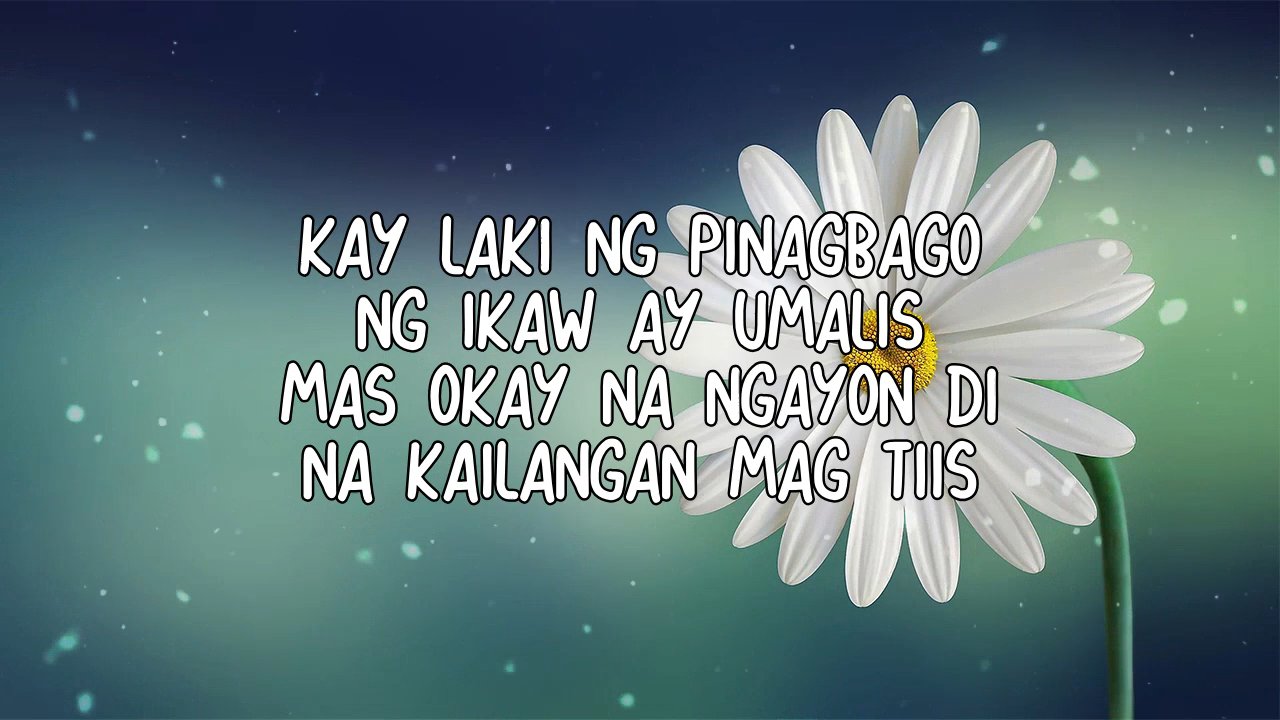 KAY LAKI NG PINAGBAGO
NG IKAW AY UMALIS
MAS OKAY NA NGAYON DI
NA KAILANGAN MAG TIIS